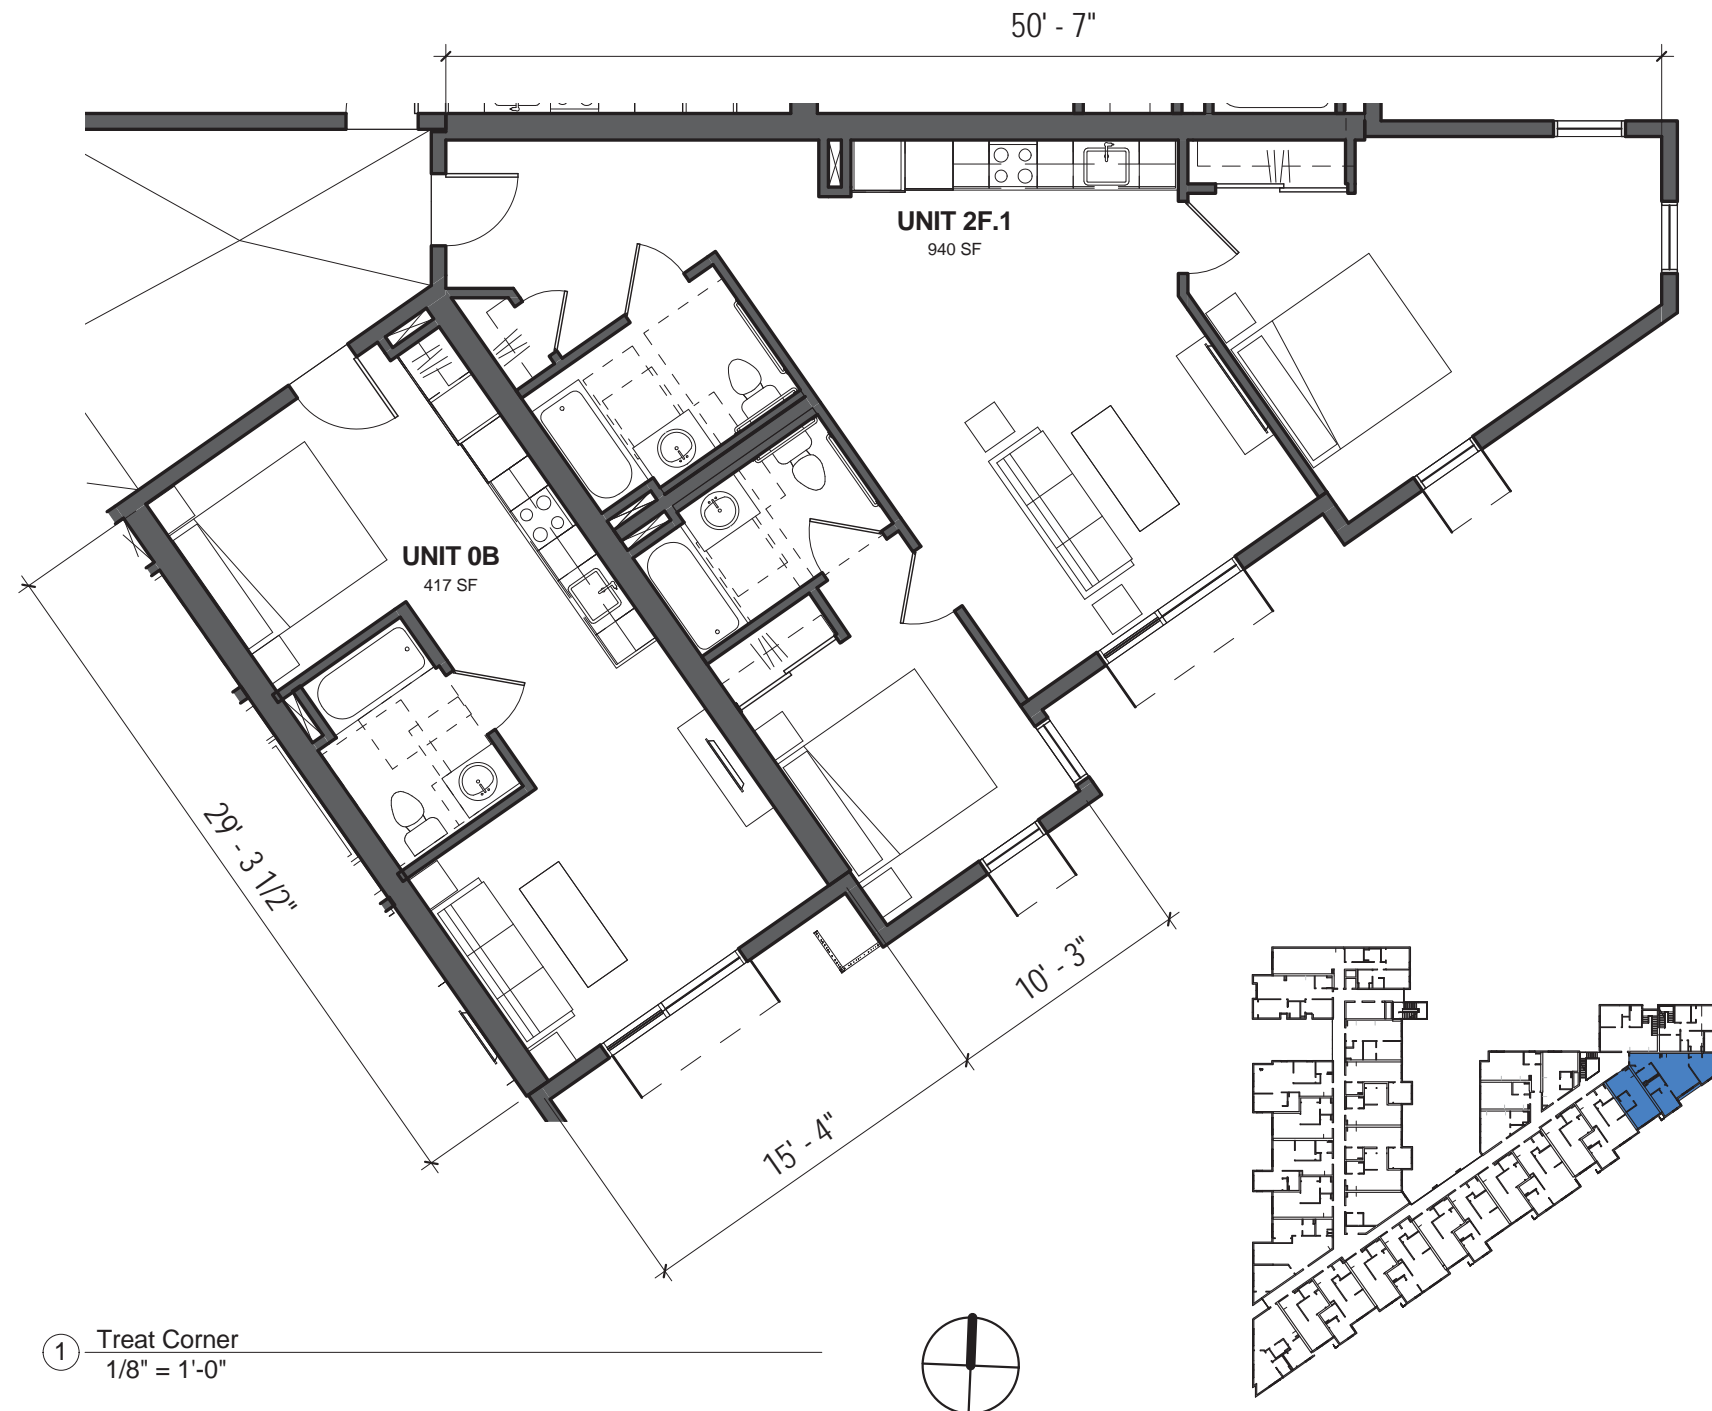 50' - 7"
UNIT 2F.1
940 SF
UNIT 0B
417 SF
29' - 3 1/2"
10' - 3"
15' - 4"
1
Treat Corner
1/8" = 1'-0"